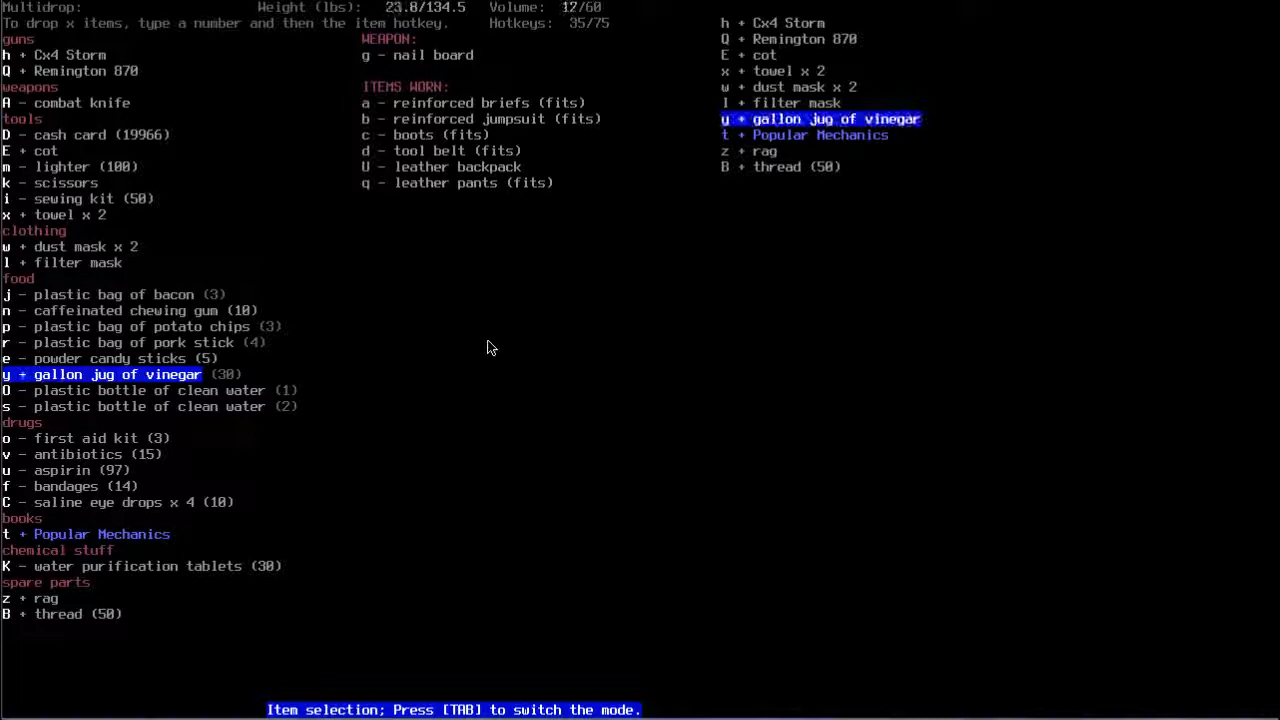 Multidrop: Weight (lbs): 23.8/134.5 Volume: 12/60
To drop x items, type a number and then the item hotkey. Hotkeys: 35/75
guns
h + Cx4 Storm
Q + Remington 870
weapons
A - combat knife
tools
D - cash card (19966)
E + cot
m - lighter (100)
k - scissors
i - sewing kit (50)
x + towel x 2
clothing
w + dust mask x 2
l + filter mask
food
j - plastic bag of bacon (3)
n - caffeinated chewing gum (10)
p - plastic bag of potato chips (3)
r - plastic bag of pork stick (4)
e - powder candy sticks (5)
y + gallon jug of vinegar (30)
O - plastic bottle of clean water (1)
s - plastic bottle of clean water (2)
drugs
o - first aid kit (3)
v - antibiotics (15)
u - aspirin (97)
f - bandages (14)
C - saline eye drops x 4 (10)
books
t + Popular Mechanics
chemical stuff
K - water purification tablets (30)
spare parts
z + rag
B + thread (50)
WEAPON:
g - nail board
ITEMS WORN:
a - reinforced briefs (fits)
b - reinforced jumpsuit (fits)
c - boots (fits)
d - tool belt (fits)
U - leather backpack
q - leather pants (fits)
h + Cx4 Storm
Q + Remington 870
E + cot
x + towel x 2
w + dust mask x 2
l + filter mask
y + gallon jug of vinegar
t + Popular Mechanics
z + rag
B + thread (50)
Item selection; Press [TAB] to switch the mode.